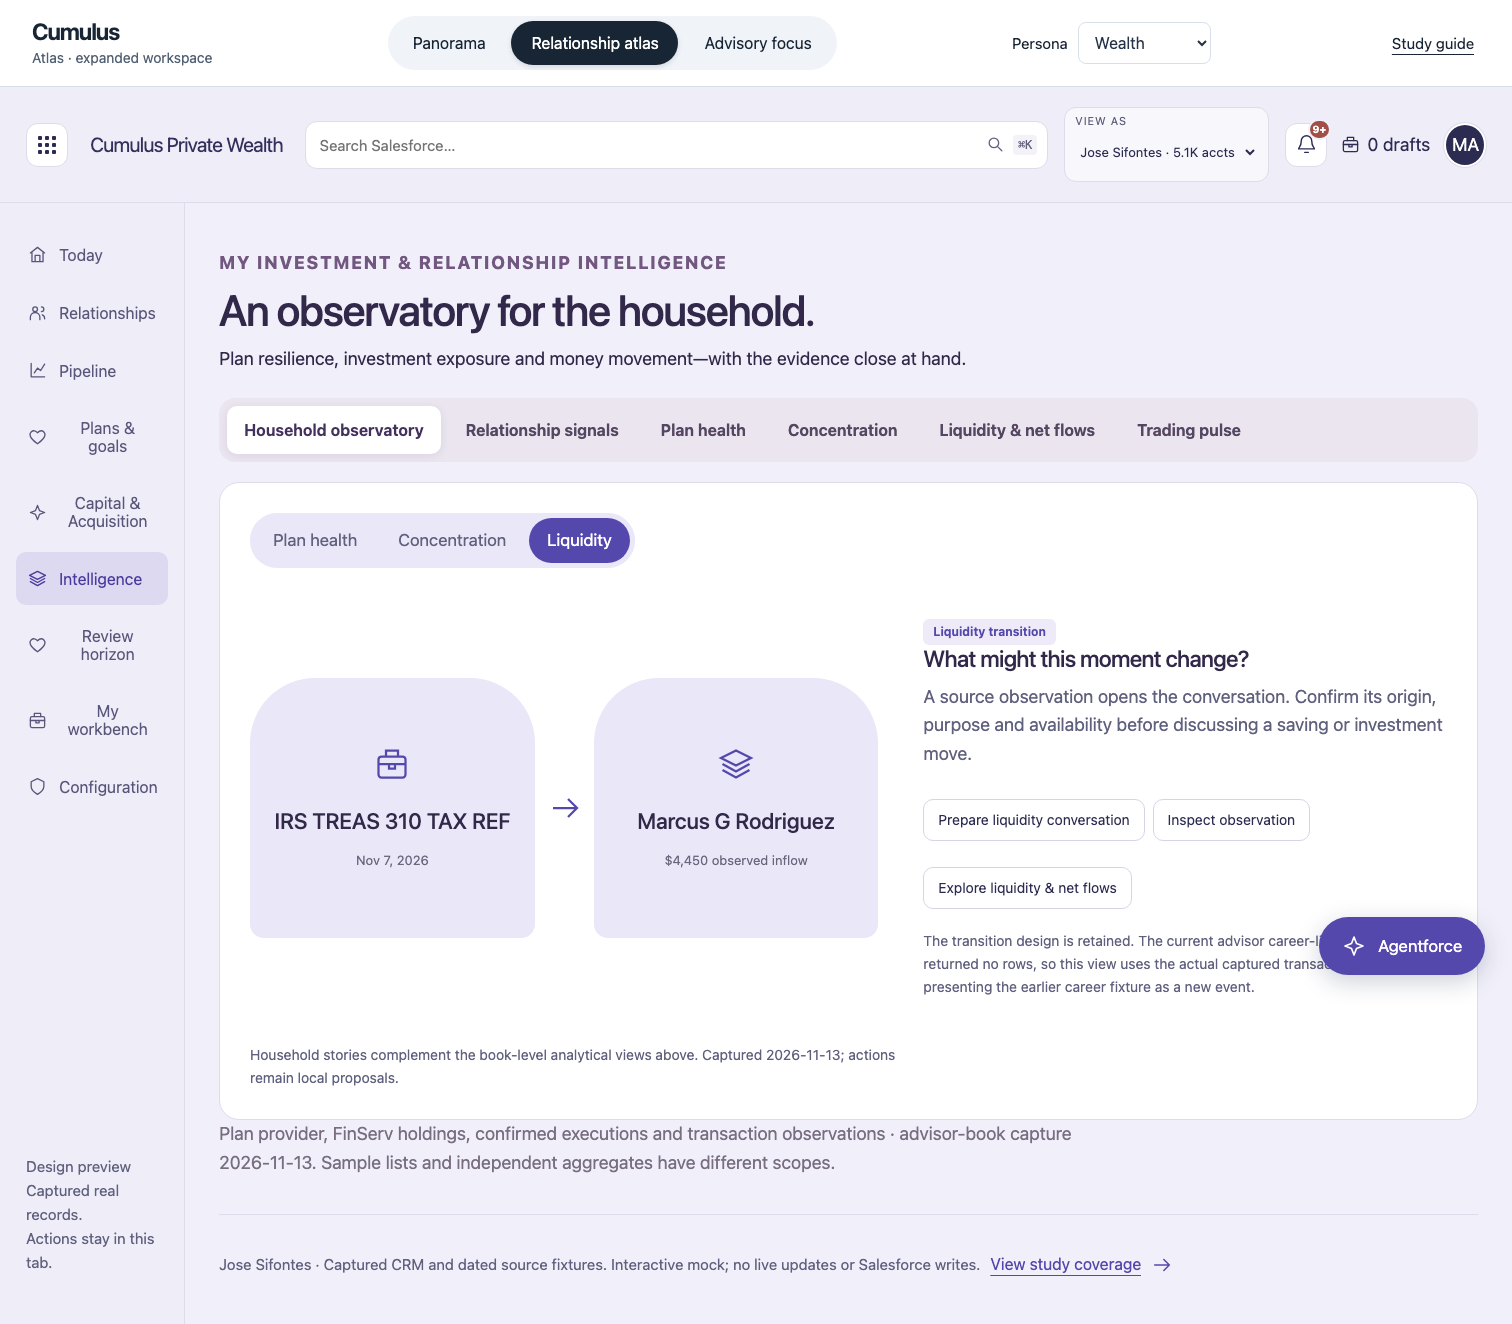 Cumulus
Atlas · expanded workspace
Panorama
Relationship atlas
Advisory focus
Persona
Wealth
Study guide
Cumulus Private Wealth
Search Salesforce...
⌘K
VIEW AS
Jose Sifontes · 5.1K accts
9+
0 drafts
MA
Today
Relationships
Pipeline
Plans &
goals
Capital &
Acquisition
Intelligence
Review
horizon
My
workbench
Configuration
Design preview
Captured real
records.
Actions stay in this
tab.
MY INVESTMENT & RELATIONSHIP INTELLIGENCE
An observatory for the household.
Plan resilience, investment exposure and money movement—with the evidence close at hand.
Household observatory
Relationship signals
Plan health
Concentration
Liquidity & net flows
Trading pulse
Plan health
Concentration
Liquidity
IRS TREAS 310 TAX REF
Nov 7, 2026
Marcus G Rodriguez
$4,450 observed inflow
Liquidity transition
What might this moment change?
A source observation opens the conversation. Confirm its origin,
purpose and availability before discussing a saving or investment
move.
Prepare liquidity conversation
Inspect observation
Explore liquidity & net flows
The transition design is retained. The current advisor
returned no rows, so this view uses the actual captured
presenting the earlier career fixture as a new event.
Agentforce
Household stories complement the book-level analytical views above. Captured 2026-11-13; actions
remain local proposals.
Plan provider, FinServ holdings, confirmed executions and transaction observations · advisor-book capture
2026-11-13. Sample lists and independent aggregates have different scopes.
Jose Sifontes · Captured CRM and dated source fixtures. Interactive mock; no live updates or Salesforce writes.
View study coverage